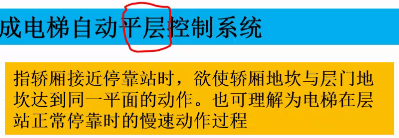 成电梯自动平层控制系统
指轿厢接近停靠站时，欲使轿厢地坎与层门地
坎达到同一平面的动作。也可理解为电梯在层
站正常停靠时的慢速动作过程